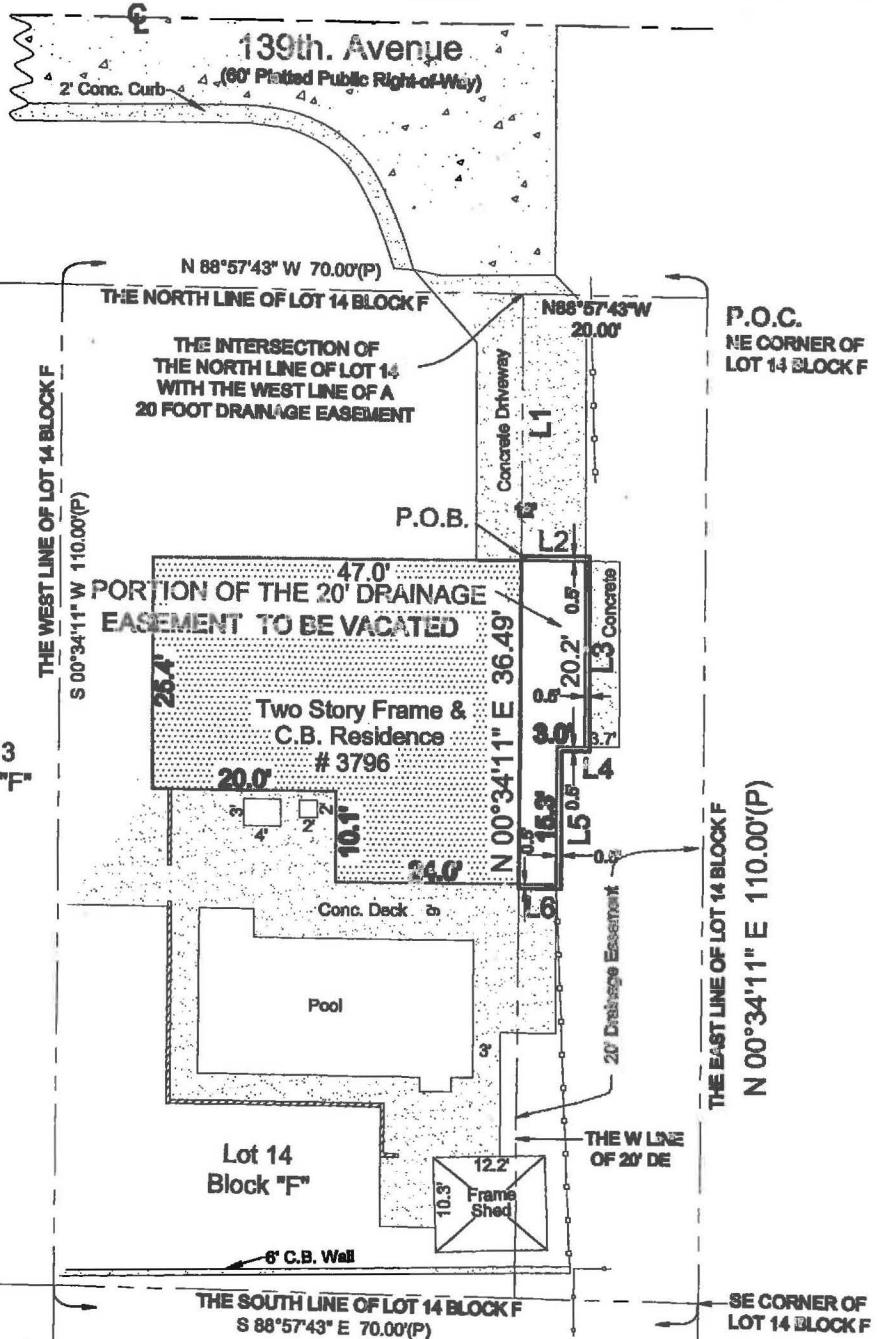 ℄
139th. Avenue
(60' Platted Public Right-of-Way)
2' Conc. Curb
N 88°57'43" W 70.00'(P)
THE NORTH LINE OF LOT 14 BLOCK F
N88°57'43"W
20.00'
P.O.C.
NE CORNER OF
LOT 14 BLOCK F
THE INTERSECTION OF
THE NORTH LINE OF LOT 14
WITH THE WEST LINE OF A
20 FOOT DRAINAGE EASEMENT
Concrete Driveway
L1
12'
THE WEST LINE OF LOT 14 BLOCK F
S 00°34'11" W 110.00'(P)
P.O.B.
L2
47.0'
PORTION OF THE 20' DRAINAGE
EASEMENT TO BE VACATED
0.5'
Concrete
25.4'
N 00°34'11" E 36.49'
20.2'
L3
0.5'
Two Story Frame &
C.B. Residence
# 3796
3.0'
3.7'
L4
3
"F"
20.0'
3'
4'
2'
2'
10.1'
15.3'
0.5'
L5
0.5'
0.5'
24.0'
L6
Conc. Deck
9'
20' Drainage Easement
THE EAST LINE OF LOT 14 BLOCK F
N 00°34'11" E 110.00'(P)
Pool
3'
THE W LINE
OF 20' DE
Lot 14
Block "F"
12.2'
10.3'
Frame
Shed
6' C.B. Wall
THE SOUTH LINE OF LOT 14 BLOCK F
S 88°57'43" E 70.00'(P)
SE CORNER OF
LOT 14 BLOCK F